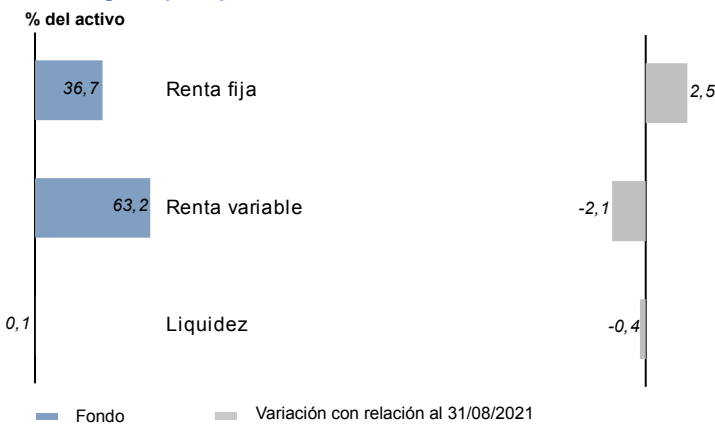 % del activo
36,7 Renta fija 2,5
63,2 Renta variable -2,1
0,1 Liquidez -0,4
Fondo Variación con relación al 31/08/2021